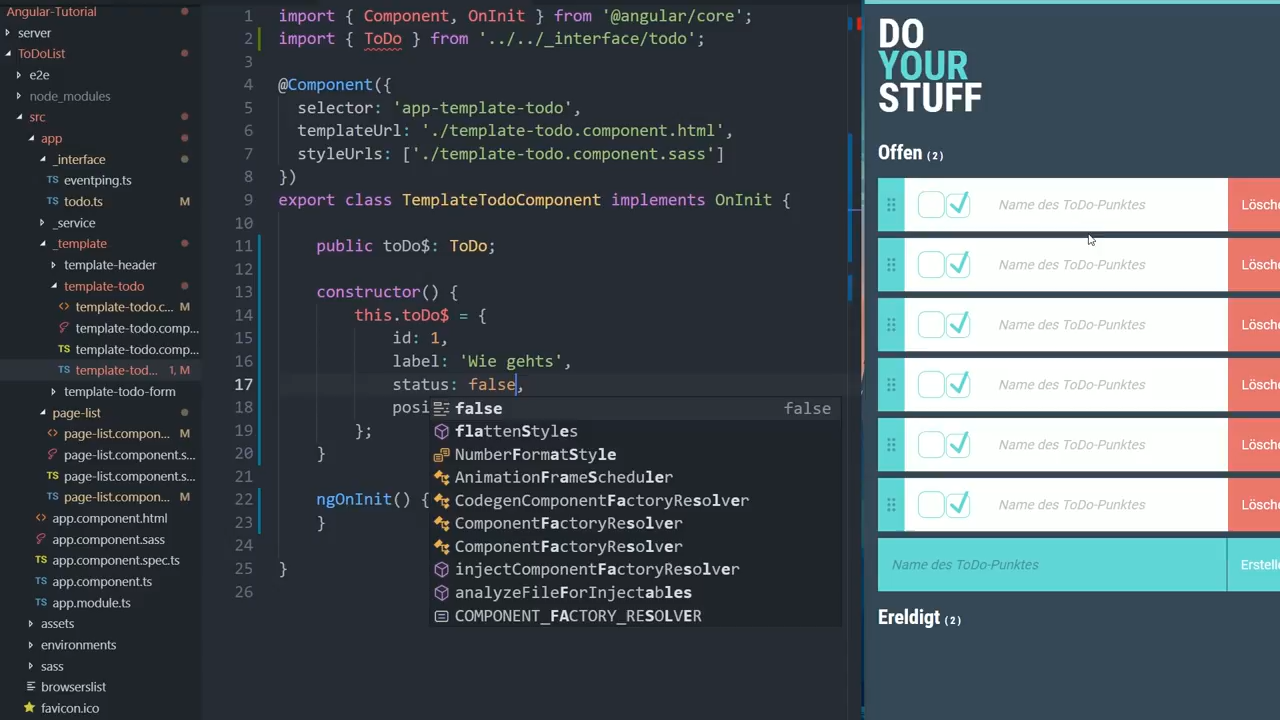 Angular-Tutorial
server
ToDoList
e2e
node_modules
src
app
_interface
eventping.ts
todo.ts M
_service
_template
template-header
template-todo
template-todo.c... M
template-todo.comp...
template-todo.comp...
template-tod... 1, M
template-todo-form
page-list
page-list.compon... M
page-list.component.s...
page-list.component.s...
page-list.compon... M
app.component.html
app.component.sass
app.component.spec.ts
app.component.ts
app.module.ts
assets
environments
sass
browserslist
favicon.ico
1 import { Component, OnInit } from '@angular/core';
2 import { ToDo } from '../../_interface/todo';
3
4 @Component({
5 selector: 'app-template-todo',
6 templateUrl: './template-todo.component.html',
7 styleUrls: ['./template-todo.component.sass']
8 })
9 export class TemplateTodoComponent implements OnInit {
10
11 public toDo$: ToDo;
12
13 constructor() {
14 this.toDo$ = {
15 id: 1,
16 label: 'Wie gehts',
17 status: false,
18 posi
19 };
20 }
21
22 ngOnInit() {
23 }
24
25 }
26
false false
flattenStyles
NumberFormatStyle
AnimationFrameScheduler
CodegenComponentFactoryResolver
ComponentFactoryResolver
ComponentFactoryResolver
injectComponentFactoryResolver
analyzeFileForInjectables
COMPONENT_FACTORY_RESOLVER
DO
YOUR
STUFF
Offen (2)
Name des ToDo-Punktes Lösche
Name des ToDo-Punktes Lösche
Name des ToDo-Punktes Lösche
Name des ToDo-Punktes Lösche
Name des ToDo-Punktes Lösche
Name des ToDo-Punktes Lösche
Name des ToDo-Punktes Erstelle
Ereldigt (2)